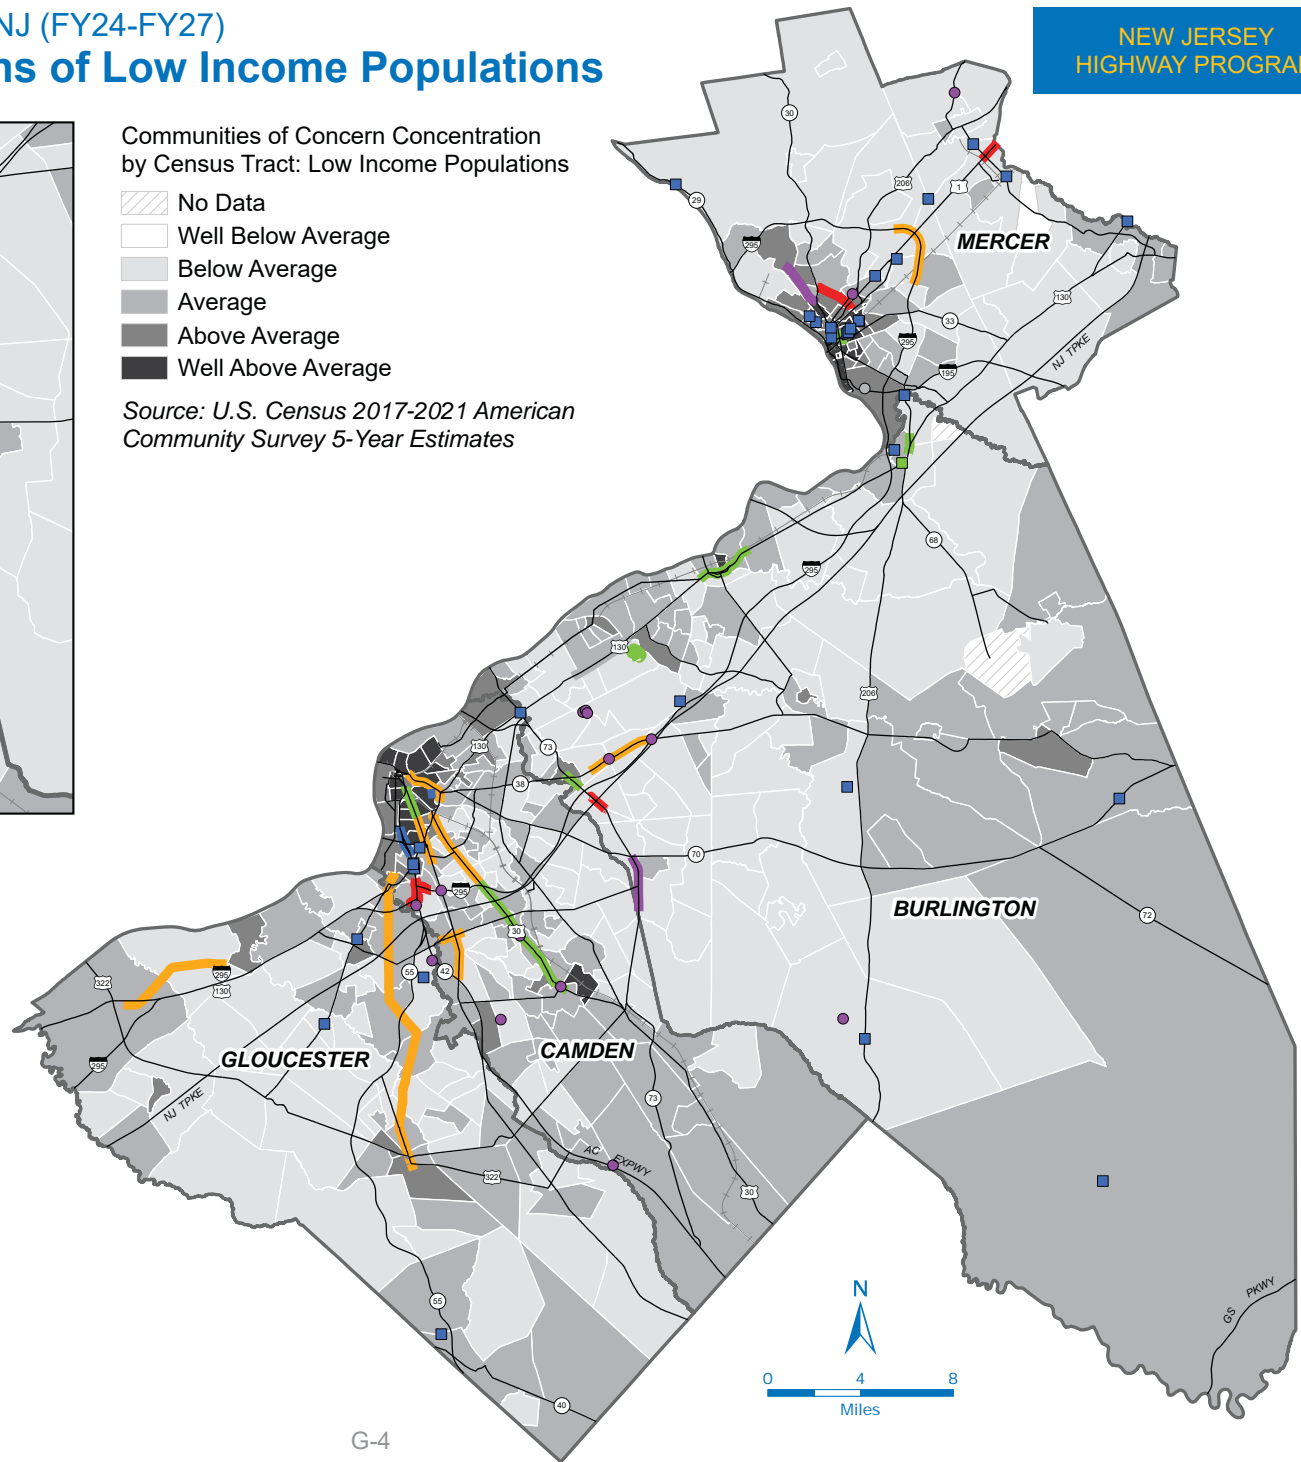 NJ (FY24-FY27)
ns of Low Income Populations
NEW JERSEY
HIGHWAY PROGRA
Communities of Concern Concentration
by Census Tract: Low Income Populations
No Data
Well Below Average
Below Average
Average
Above Average
Well Above Average
Source: U.S. Census 2017-2021 American
Community Survey 5-Year Estimates
30
29
206
1
295
MERCER
130
33
295
195
NJ TPKE
68
295
130
206
130
73
38
70
295
BURLINGTON
72
30
322
295
130
55
42
GLOUCESTER
CAMDEN
295
NJ TPKE
73
AC EXPWY
322
30
55
40
GS PKWY
N
0 4 8
Miles
G-4